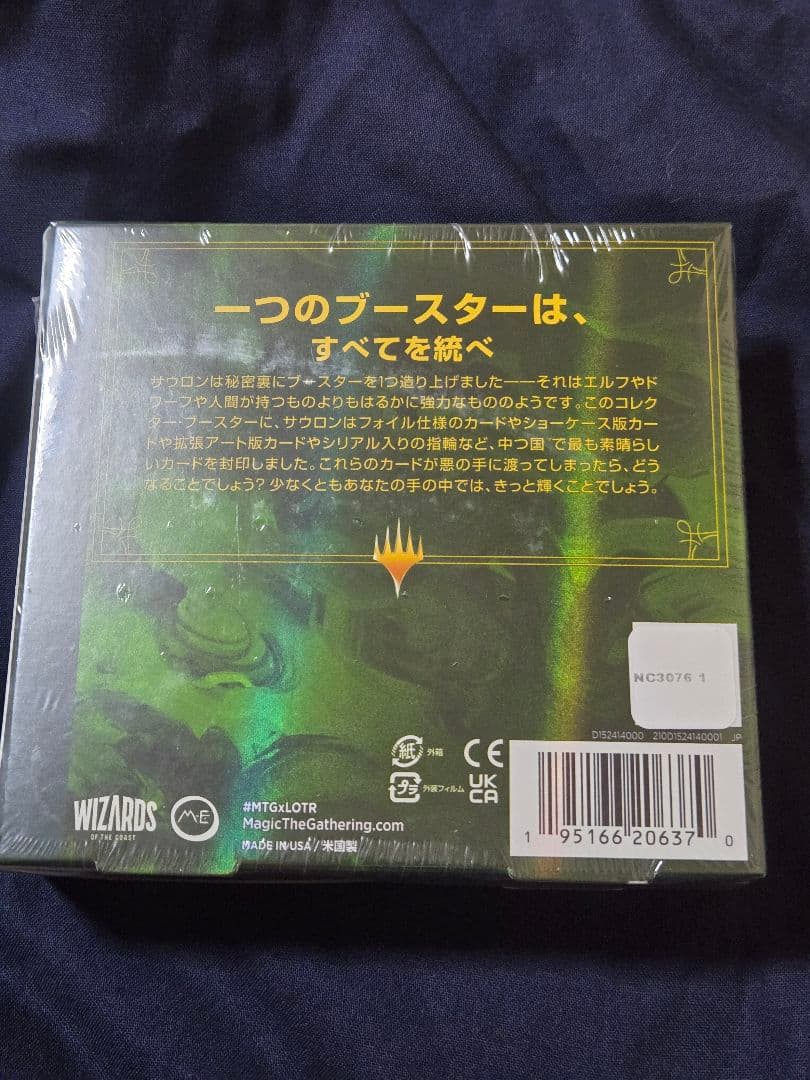 一つのブースターは、
すべてを統べ
サウロンは秘密裏にブースターを1つ造り上げました——それはエルフやド
ワーフや人間が持つものよりもはるかに強力なもののようです。このコレク
ター・ブースターに、サウロンはフォイル仕様のカードやショーケース版カー
ドや拡張アート版カードやシリアル入りの指輪など、中つ国™で最も素晴らし
いカードを封印しました。これらのカードが悪の手に渡ってしまったら、どう
なることでしょう? 少なくともあなたの手の中では、きっと輝くことでしょう。
NC3076 1
D152414000 210D1524140001 JP
紙 外箱
CE
プラ 外装フィルム
UK
CA
WIZARDS
OF THE COAST
M-E
#MTGxLOTR
MagicTheGathering.com
MADE IN USA / 米国製
1 95166 20637 0